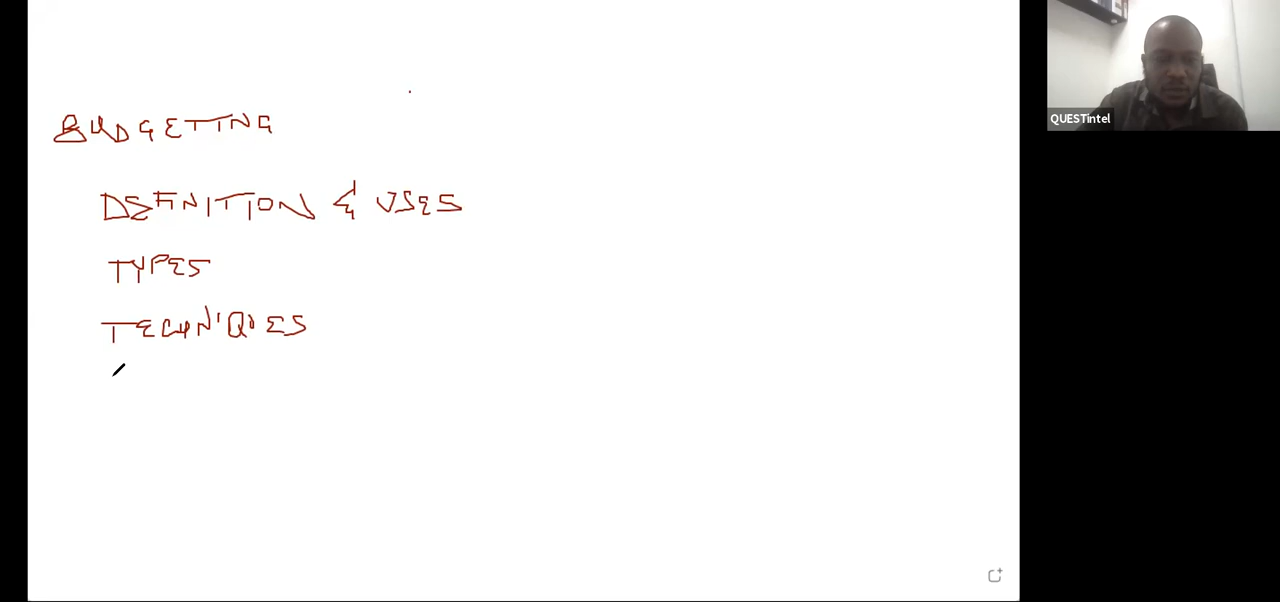 BUDGETING
DEFINITION & USES
TYPES
TECHNIQUES
QUESTintel